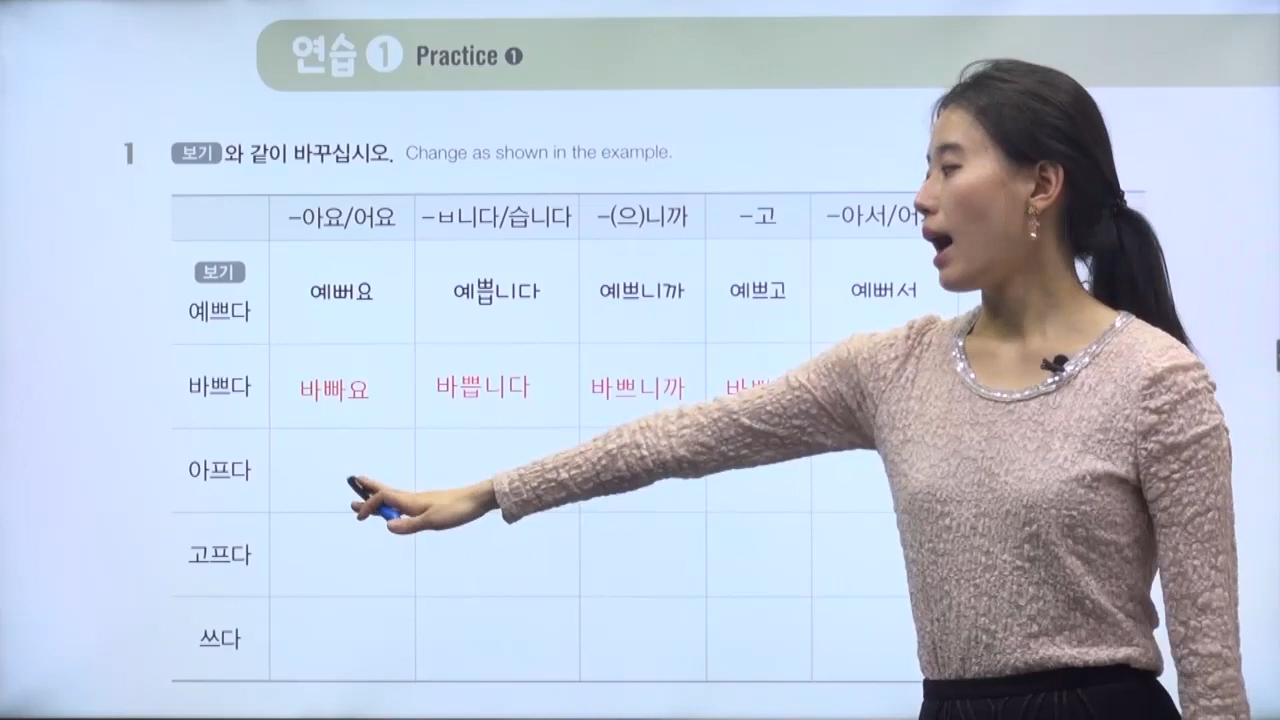 연습 1 Practice 1
1 보기 와 같이 바꾸십시오. Change as shown in the example.
-아요/어요 -ㅂ니다/습니다 -(으)니까 -고 -아서/어
보기
예쁘다 예뻐요 예쁩니다 예쁘니까 예쁘고 예뻐서
바쁘다 바빠요 바쁩니다 바쁘니까
아프다
고프다
쓰다